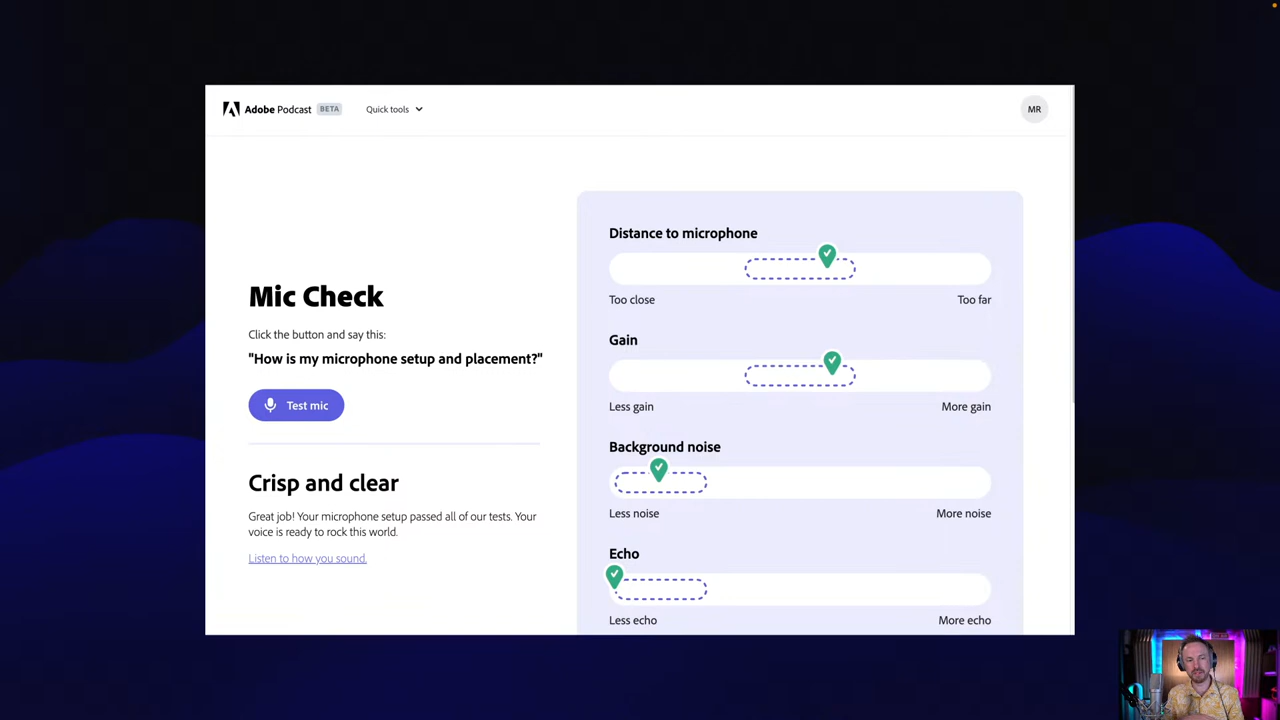 Adobe Podcast BETA Quick tools MR
Mic Check
Click the button and say this:
"How is my microphone setup and placement?"
Test mic
Crisp and clear
Great job! Your microphone setup passed all of our tests. Your
voice is ready to rock this world.
Listen to how you sound.
Distance to microphone
Too close Too far
Gain
Less gain More gain
Background noise
Less noise More noise
Echo
Less echo More echo